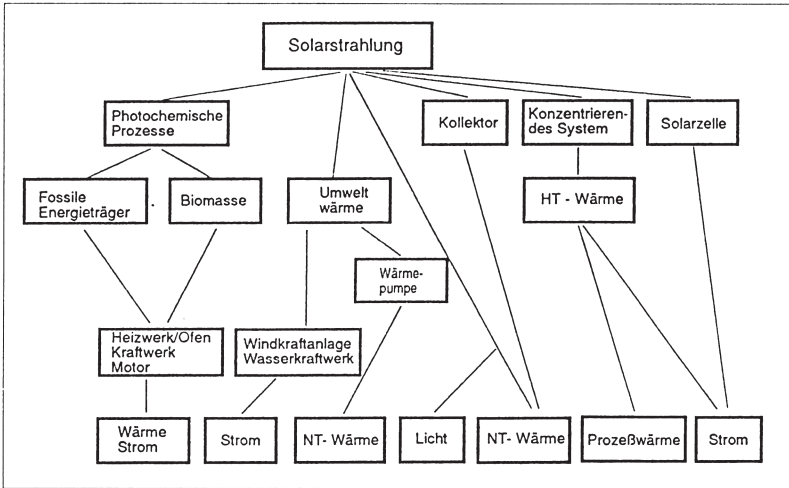 Solarstrahlung
Photochemische
Prozesse
Kollektor
Konzentrieren-
des System
Solarzelle
Fossile
Energieträger
Biomasse
Umwelt
wärme
HT - Wärme
Wärme-
pumpe
Heizwerk/Ofen
Kraftwerk
Motor
Windkraftanlage
Wasserkraftwerk
Wärme
Strom
Strom
NT- Wärme
Licht
NT- Wärme
Prozeßwärme
Strom